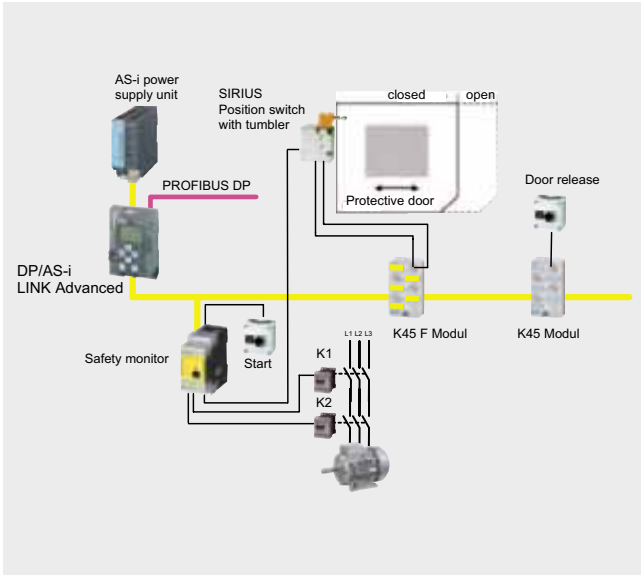 AS-i power
supply unit
SIRIUS
Position switch
with tumbler
closed
open
Protective door
PROFIBUS DP
Door release
DP/AS-i
LINK Advanced
K45 F Modul
K45 Modul
Safety monitor
Start
L1 L2 L3
K1
K2